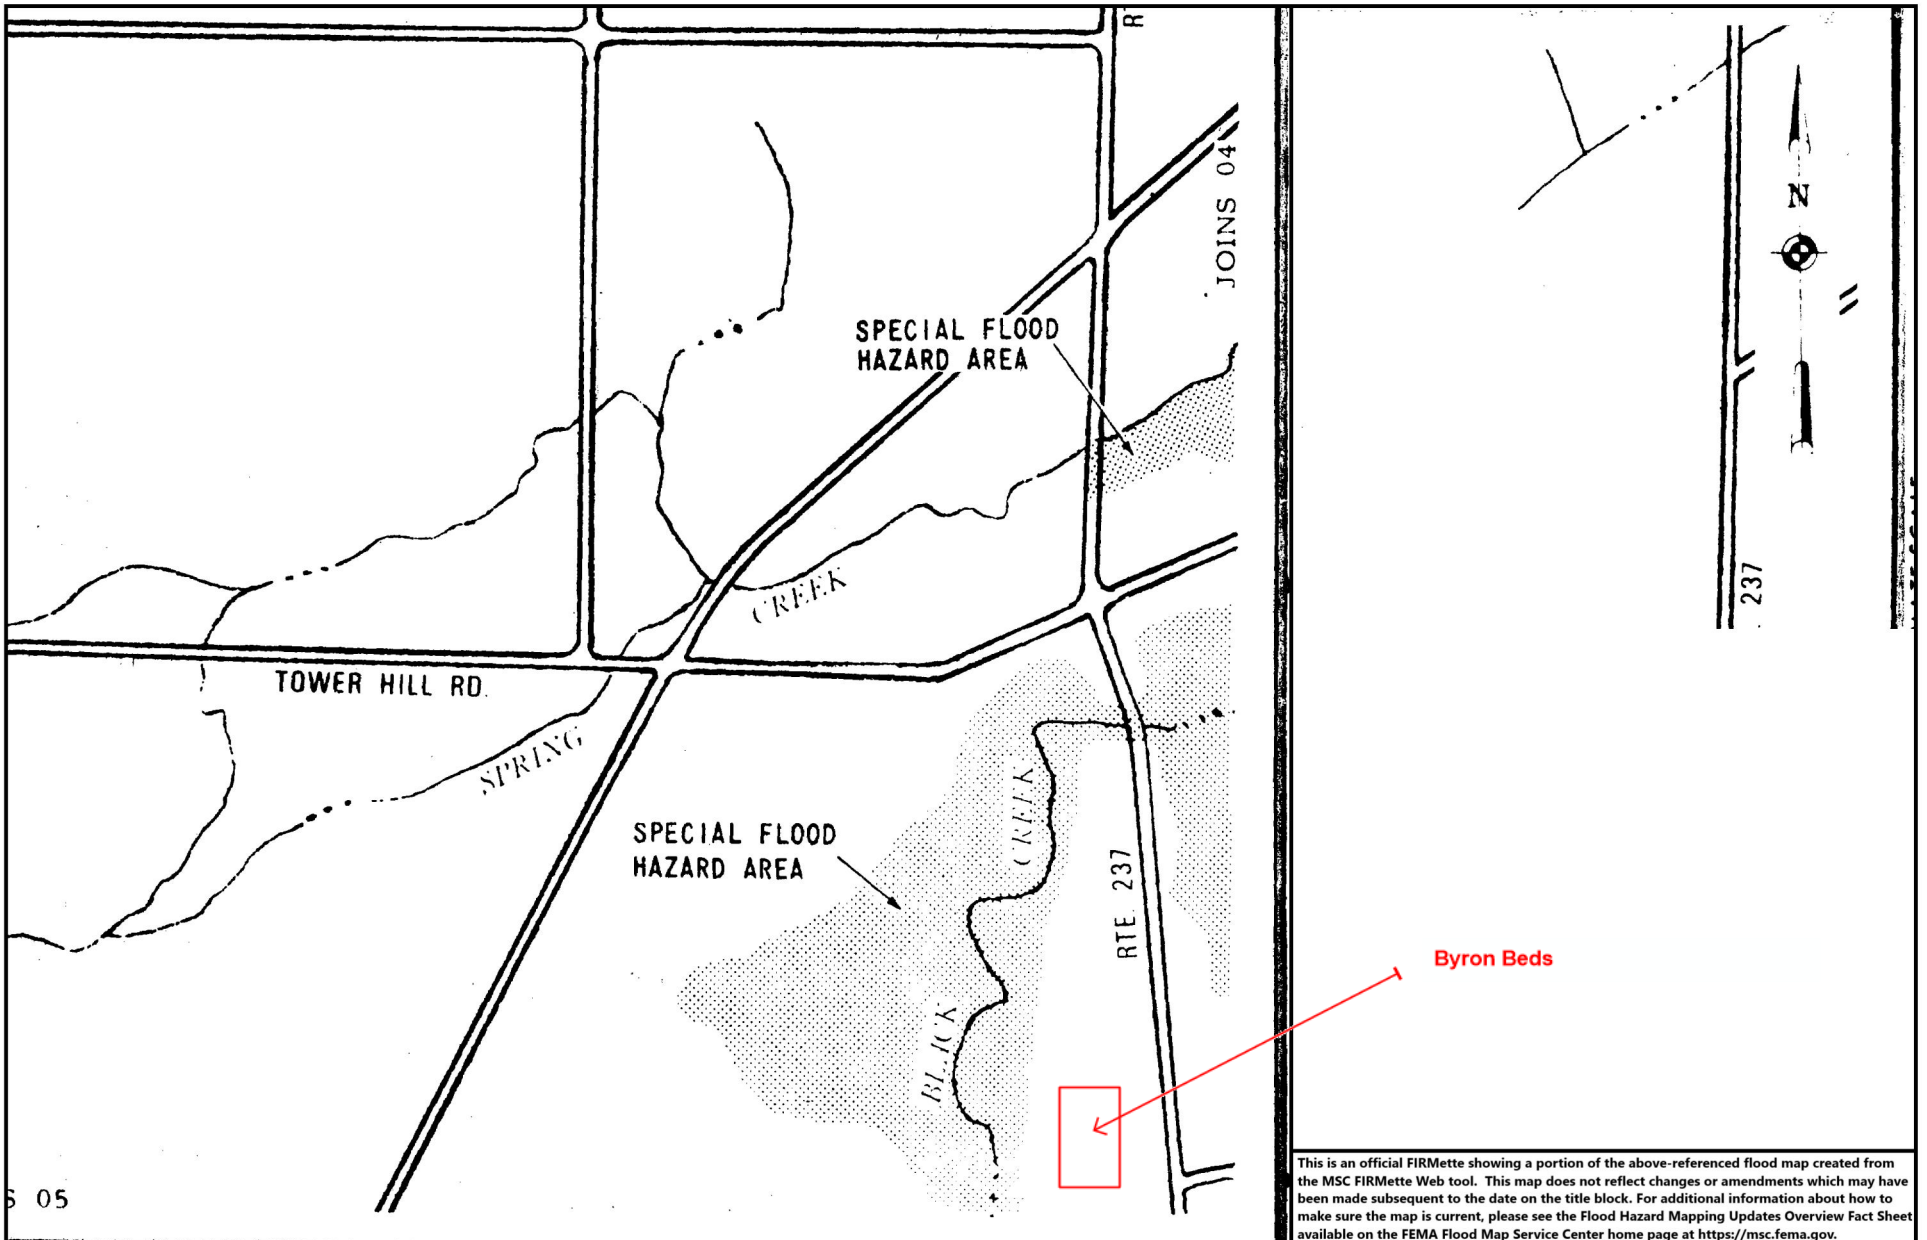 R
JOINS 04
N
SPECIAL FLOOD
HAZARD AREA
CREEK
237
TOWER HILL RD.
SPRING
CREEK
SPECIAL FLOOD
HAZARD AREA
RTE. 237
Byron Beds
BLACK
S 05
This is an official FIRMette showing a portion of the above-referenced flood map created from
the MSC FIRMette Web tool. This map does not reflect changes or amendments which may have
been made subsequent to the date on the title block. For additional information about how to
make sure the map is current, please see the Flood Hazard Mapping Updates Overview Fact Sheet
available on the FEMA Flood Map Service Center home page at https://msc.fema.gov.